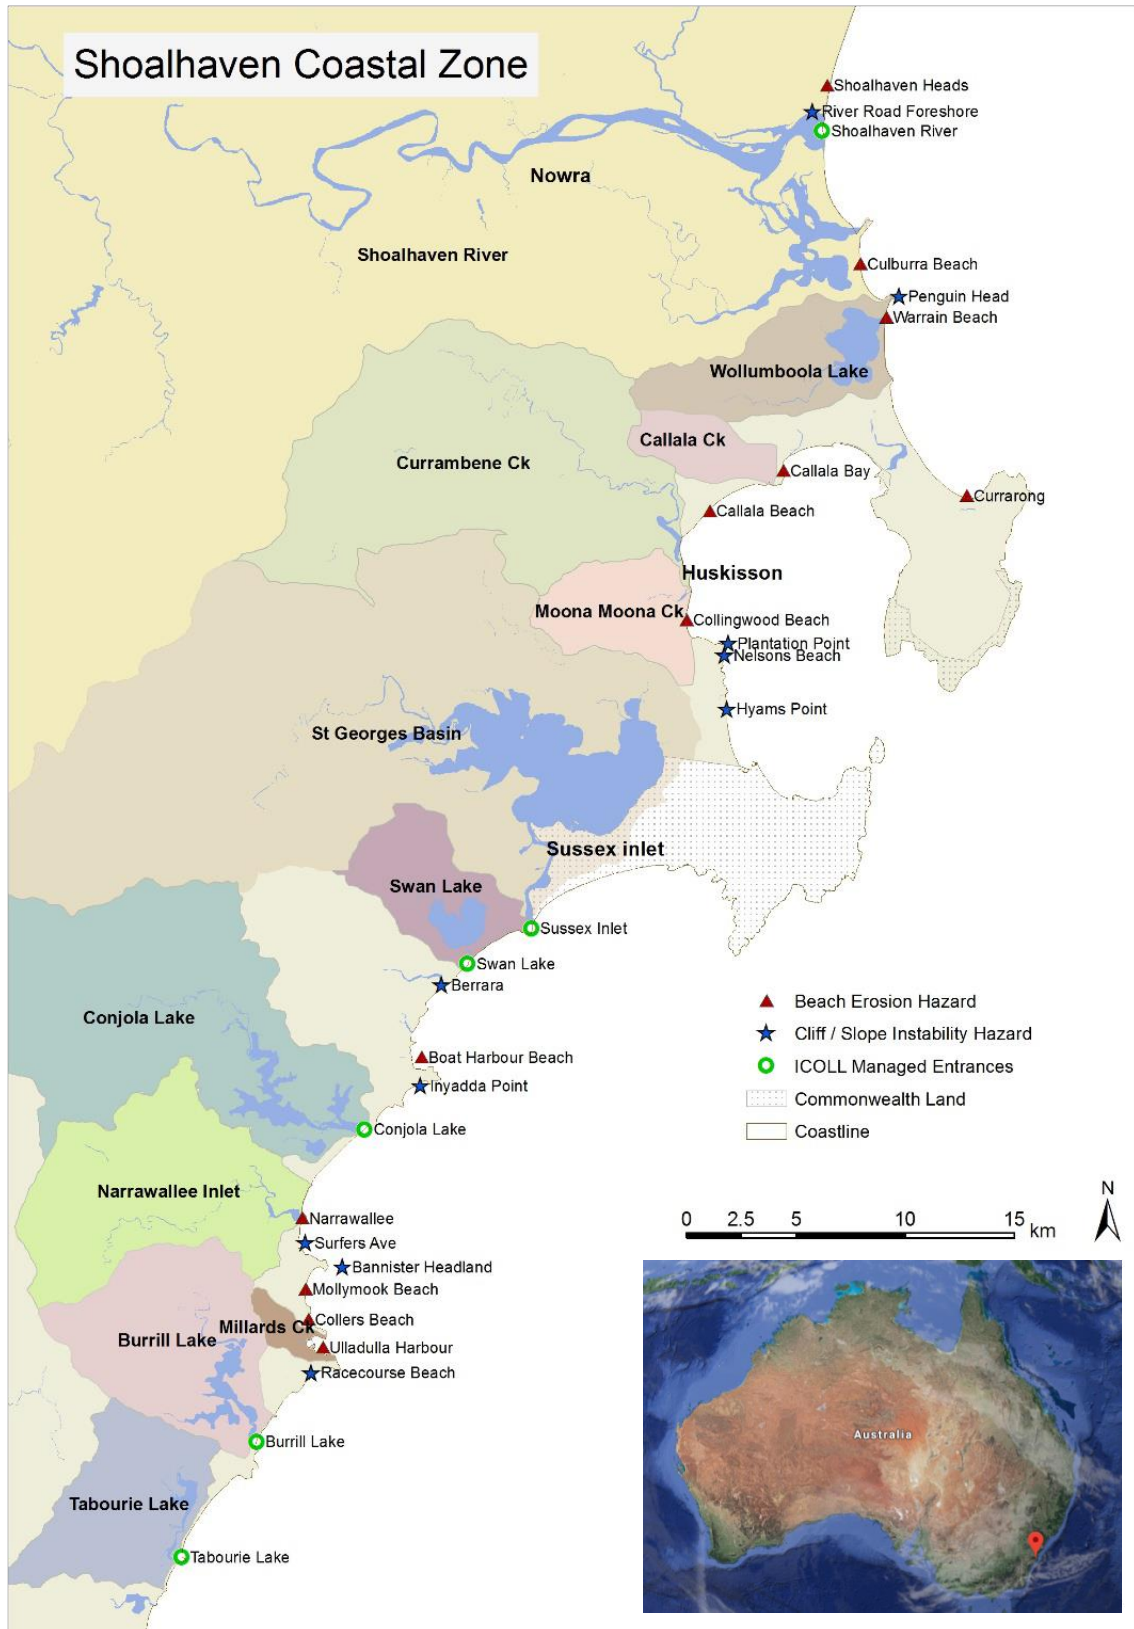 Shoalhaven Coastal Zone
Shoalhaven Heads
River Road Foreshore
Shoalhaven River
Nowra
Shoalhaven River
Culburra Beach
Penguin Head
Warrain Beach
Wollumboola Lake
Callala Ck
Currambene Ck
Callala Bay
Currarong
Callala Beach
Huskisson
Moona Moona Ck
Collingwood Beach
Plantation Point
Nelsons Beach
Hyams Point
St Georges Basin
Sussex inlet
Swan Lake
Sussex Inlet
Swan Lake
Berrara
Conjola Lake
Boat Harbour Beach
Inyadda Point
Conjola Lake
Beach Erosion Hazard
Cliff / Slope Instability Hazard
ICOLL Managed Entrances
Commonwealth Land
Coastline
Narrawallee Inlet
Narrawallee
Surfers Ave
Bannister Headland
Mollymook Beach
Collers Beach
Millards Ck
Burrill Lake
Ulladulla Harbour
Racecourse Beach
Burrill Lake
Tabourie Lake
Tabourie Lake
N
0 2.5 5 10 15
km
Australia